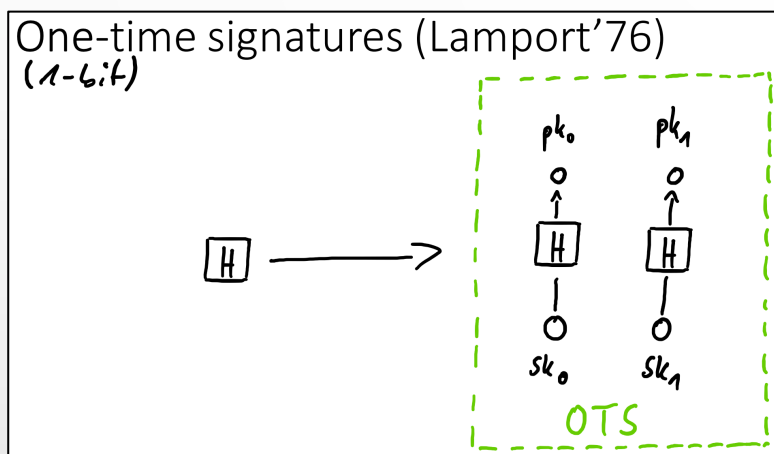 One-time signatures (Lamport’76)
(1-bit)
pk₀ pk₁
H H H
sk₀ sk₁
OTS